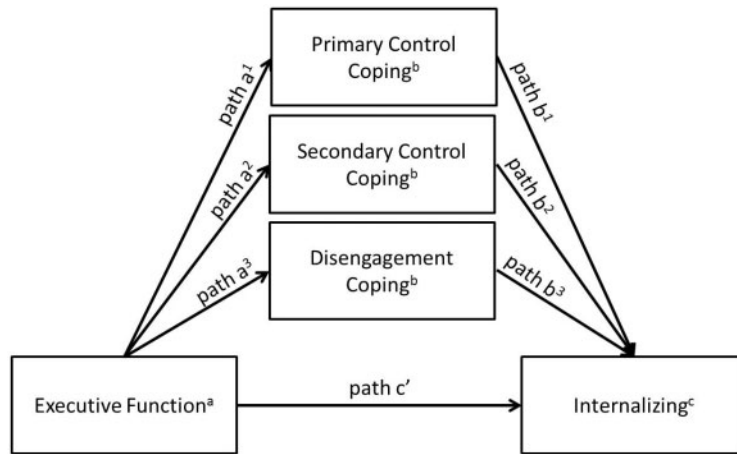 Primary Control
Coping^b
path a^1
path b^1
Secondary Control
Coping^b
path a^2
path b^2
Disengagement
Coping^b
path a^3
path b^3
Executive Function^a
path c'
Internalizing^c